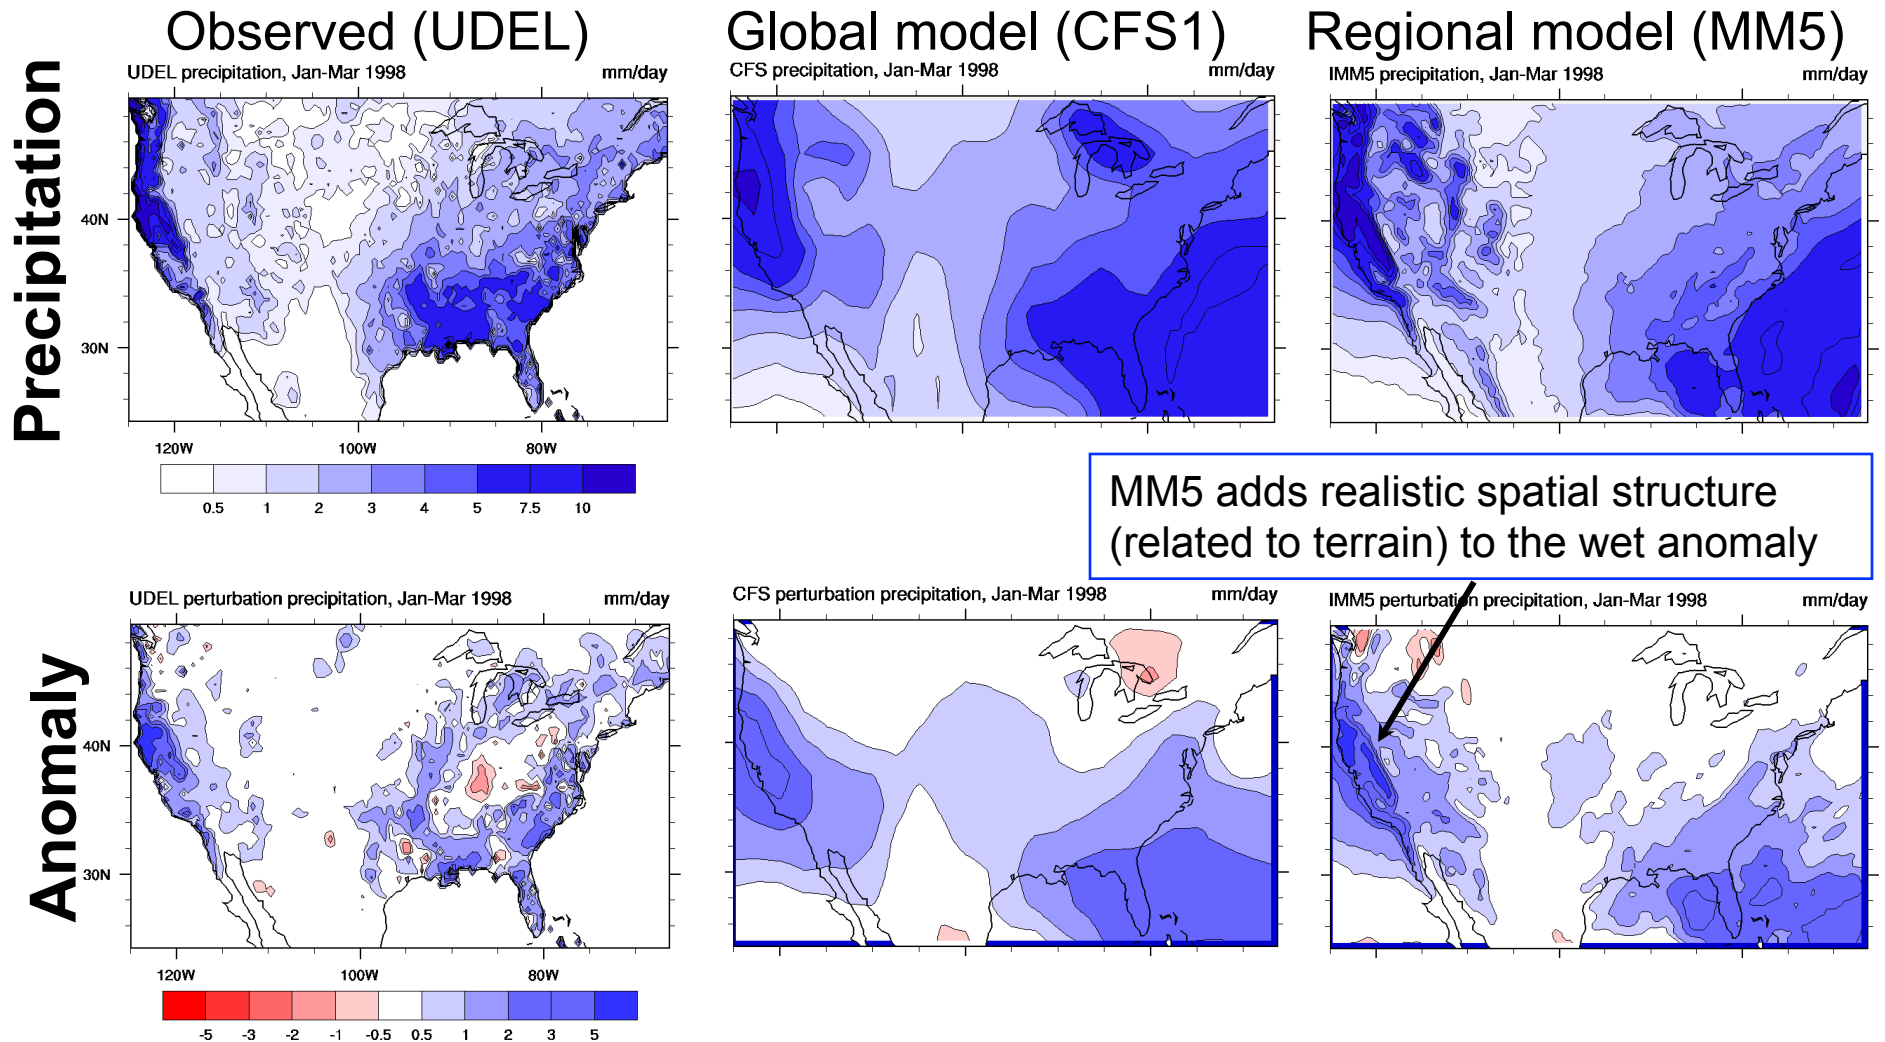 Observed (UDEL)
Global model (CFS1)
Regional model (MM5)
Precipitation
UDEL precipitation, Jan-Mar 1998 mm/day
CFS precipitation, Jan-Mar 1998 mm/day
IMM5 precipitation, Jan-Mar 1998 mm/day
40N
30N
120W 100W 80W
0.5 1 2 3 4 5 7.5 10
MM5 adds realistic spatial structure
(related to terrain) to the wet anomaly
Anomaly
UDEL perturbation precipitation, Jan-Mar 1998 mm/day
CFS perturbation precipitation, Jan-Mar 1998 mm/day
IMM5 perturbation precipitation, Jan-Mar 1998 mm/day
40N
30N
120W 100W 80W
-5 -3 -2 -1 -0.5 0.5 1 2 3 5